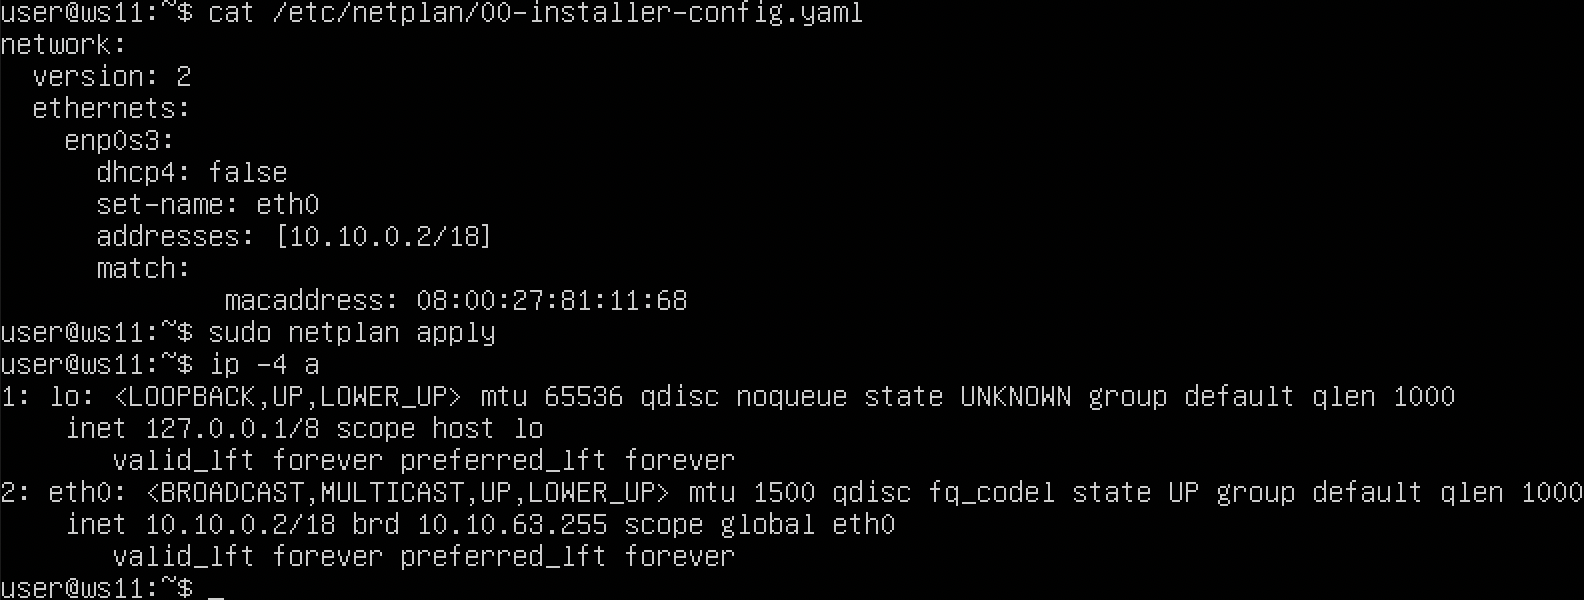 user@ws11:~$ cat /etc/netplan/00-installer-config.yaml
network:
  version: 2
  ethernets:
    enp0s3:
      dhcp4: false
      set-name: eth0
      addresses: [10.10.0.2/18]
      match:
              macaddress: 08:00:27:81:11:68
user@ws11:~$ sudo netplan apply
user@ws11:~$ ip -4 a
1: lo: <LOOPBACK,UP,LOWER_UP> mtu 65536 qdisc noqueue state UNKNOWN group default qlen 1000
    inet 127.0.0.1/8 scope host lo
       valid_lft forever preferred_lft forever
2: eth0: <BROADCAST,MULTICAST,UP,LOWER_UP> mtu 1500 qdisc fq_codel state UP group default qlen 1000
    inet 10.10.0.2/18 brd 10.10.63.255 scope global eth0
       valid_lft forever preferred_lft forever
user@ws11:~$ _